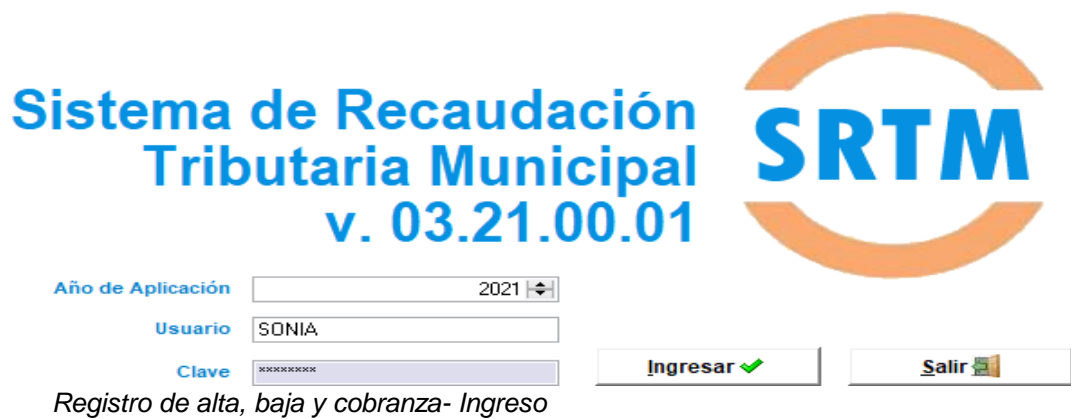 Sistema de Recaudación
Tributaria Municipal
v. 03.21.00.01
SRTM
Año de Aplicación 2021
Usuario SONIA
Clave ********
Ingresar Salir
Registro de alta, baja y cobranza- Ingreso